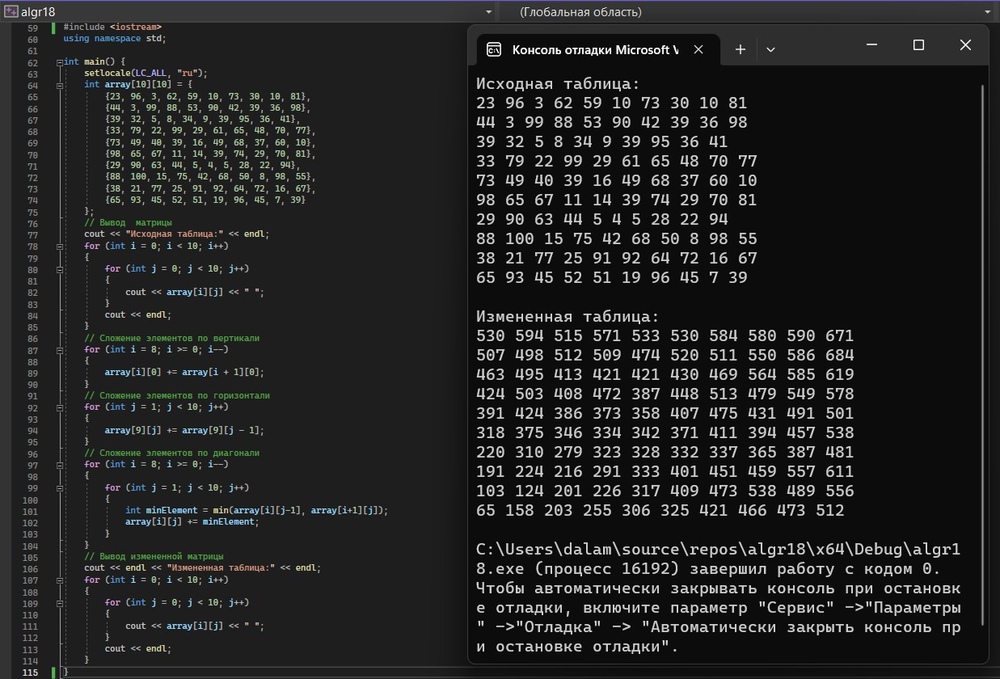 algr18
(Глобальная область)
59 #include <iostream>
60 using namespace std;
61
62 int main() {
63 setlocale(LC_ALL, "ru");
64 int array[10][10] = {
65 {23, 96, 3, 62, 59, 10, 73, 30, 10, 81},
66 {44, 3, 99, 88, 53, 90, 42, 39, 36, 98},
67 {39, 32, 5, 8, 34, 9, 39, 95, 36, 41},
68 {33, 79, 22, 99, 29, 61, 65, 48, 70, 77},
69 {73, 49, 40, 39, 16, 49, 68, 37, 60, 10},
70 {98, 65, 67, 11, 14, 39, 74, 29, 70, 81},
71 {29, 90, 63, 44, 5, 4, 5, 28, 22, 94},
72 {88, 100, 15, 75, 42, 68, 50, 8, 98, 55},
73 {38, 21, 77, 25, 91, 92, 64, 72, 16, 67},
74 {65, 93, 45, 52, 51, 19, 96, 45, 7, 39}
75 };
76 // Вывод  матрицы
77 cout << "Исходная таблица:" << endl;
78 for (int i = 0; i < 10; i++)
79 {
80 for (int j = 0; j < 10; j++)
81 {
82 cout << array[i][j] << " ";
83 }
84 cout << endl;
85 }
86 // Сложение элементов по вертикали
87 for (int i = 8; i >= 0; i--)
88 {
89 array[i][0] += array[i + 1][0];
90 }
91 // Сложение элементов по горизонтали
92 for (int j = 1; j < 10; j++)
93 {
94 array[9][j] += array[9][j - 1];
95 }
96 // Сложение элементов по диагонали
97 for (int i = 8; i >= 0; i--)
98 {
99 for (int j = 1; j < 10; j++)
100 {
101 int minElement = min(array[i][j-1], array[i+1][j]);
102 array[i][j] += minElement;
103 }
104 }
105 // Вывод измененной матрицы
106 cout << endl << "Измененная таблица:" << endl;
107 for (int i = 0; i < 10; i++)
108 {
109 for (int j = 0; j < 10; j++)
110 {
111 cout << array[i][j] << " ";
112 }
113 cout << endl;
114 }
115 }
Консоль отладки Microsoft V
Исходная таблица:
23 96 3 62 59 10 73 30 10 81
44 3 99 88 53 90 42 39 36 98
39 32 5 8 34 9 39 95 36 41
33 79 22 99 29 61 65 48 70 77
73 49 40 39 16 49 68 37 60 10
98 65 67 11 14 39 74 29 70 81
29 90 63 44 5 4 5 28 22 94
88 100 15 75 42 68 50 8 98 55
38 21 77 25 91 92 64 72 16 67
65 93 45 52 51 19 96 45 7 39
Измененная таблица:
530 594 515 571 533 530 584 580 590 671
507 498 512 509 474 520 511 550 586 684
463 495 413 421 421 430 469 564 585 619
424 503 408 472 387 448 513 479 549 578
391 424 386 373 358 407 475 431 491 501
318 375 346 334 342 371 411 394 457 538
220 310 279 323 328 332 337 365 387 481
191 224 216 291 333 401 451 459 557 611
103 124 201 226 317 409 473 538 489 556
65 158 203 255 306 325 421 466 473 512
C:\Users\dalam\source\repos\algr18\x64\Debug\algr1
8.exe (процесс 16192) завершил работу с кодом 0.
Чтобы автоматически закрывать консоль при остановк
е отладки, включите параметр "Сервис" ->"Параметры
" ->"Отладка" -> "Автоматически закрыть консоль пр
и остановке отладки".